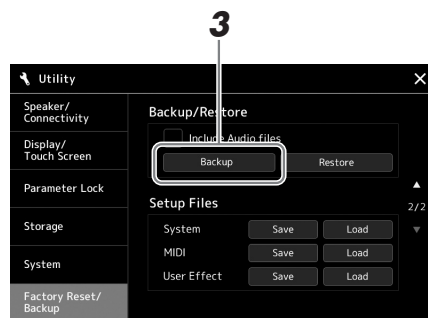 3
Utility
Speaker/
Connectivity
Display/
Touch Screen
Parameter Lock
Storage
System
Factory Reset/
Backup
Backup/Restore
Include Audio files
Backup
Restore
Setup Files
System
Save
Load
MIDI
Save
Load
User Effect
Save
Load
2/2